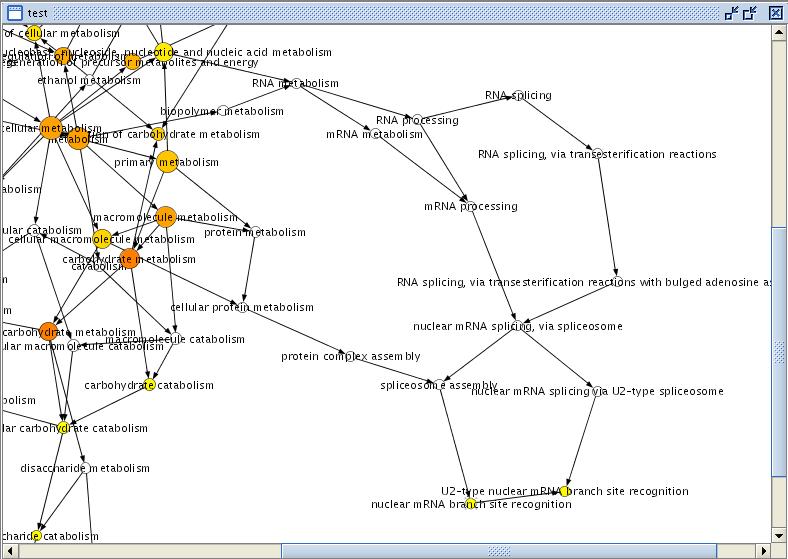 test
of cellular metabolism
nucleotide and nucleic acid metabolism
generation of precursor metabolites and energy
ethanol metabolism
RNA metabolism
RNA splicing
biopolymer metabolism
RNA processing
cellular metabolism
metabolism
of carbohydrate metabolism
mRNA metabolism
primary metabolism
RNA splicing, via transesterification reactions
abolism
mRNA processing
macromolecule metabolism
ular catabolism
protein metabolism
cellular macromolecule metabolism
carbohydrate metabolism
catabolism
m
RNA splicing, via transesterification reactions with bulged adenosine as
cellular protein metabolism
m
nuclear mRNA splicing, via spliceosome
carbohydrate metabolism
macromolecule catabolism
ular macromolecule catabolism
protein complex assembly
carbohydrate catabolism
spliceosome assembly
nuclear mRNA splicing via U2-type spliceosome
bolism
lar carbohydrate catabolism
disaccharide metabolism
U2-type nuclear mRNA branch site recognition
nuclear mRNA branch site recognition
charide catabolism